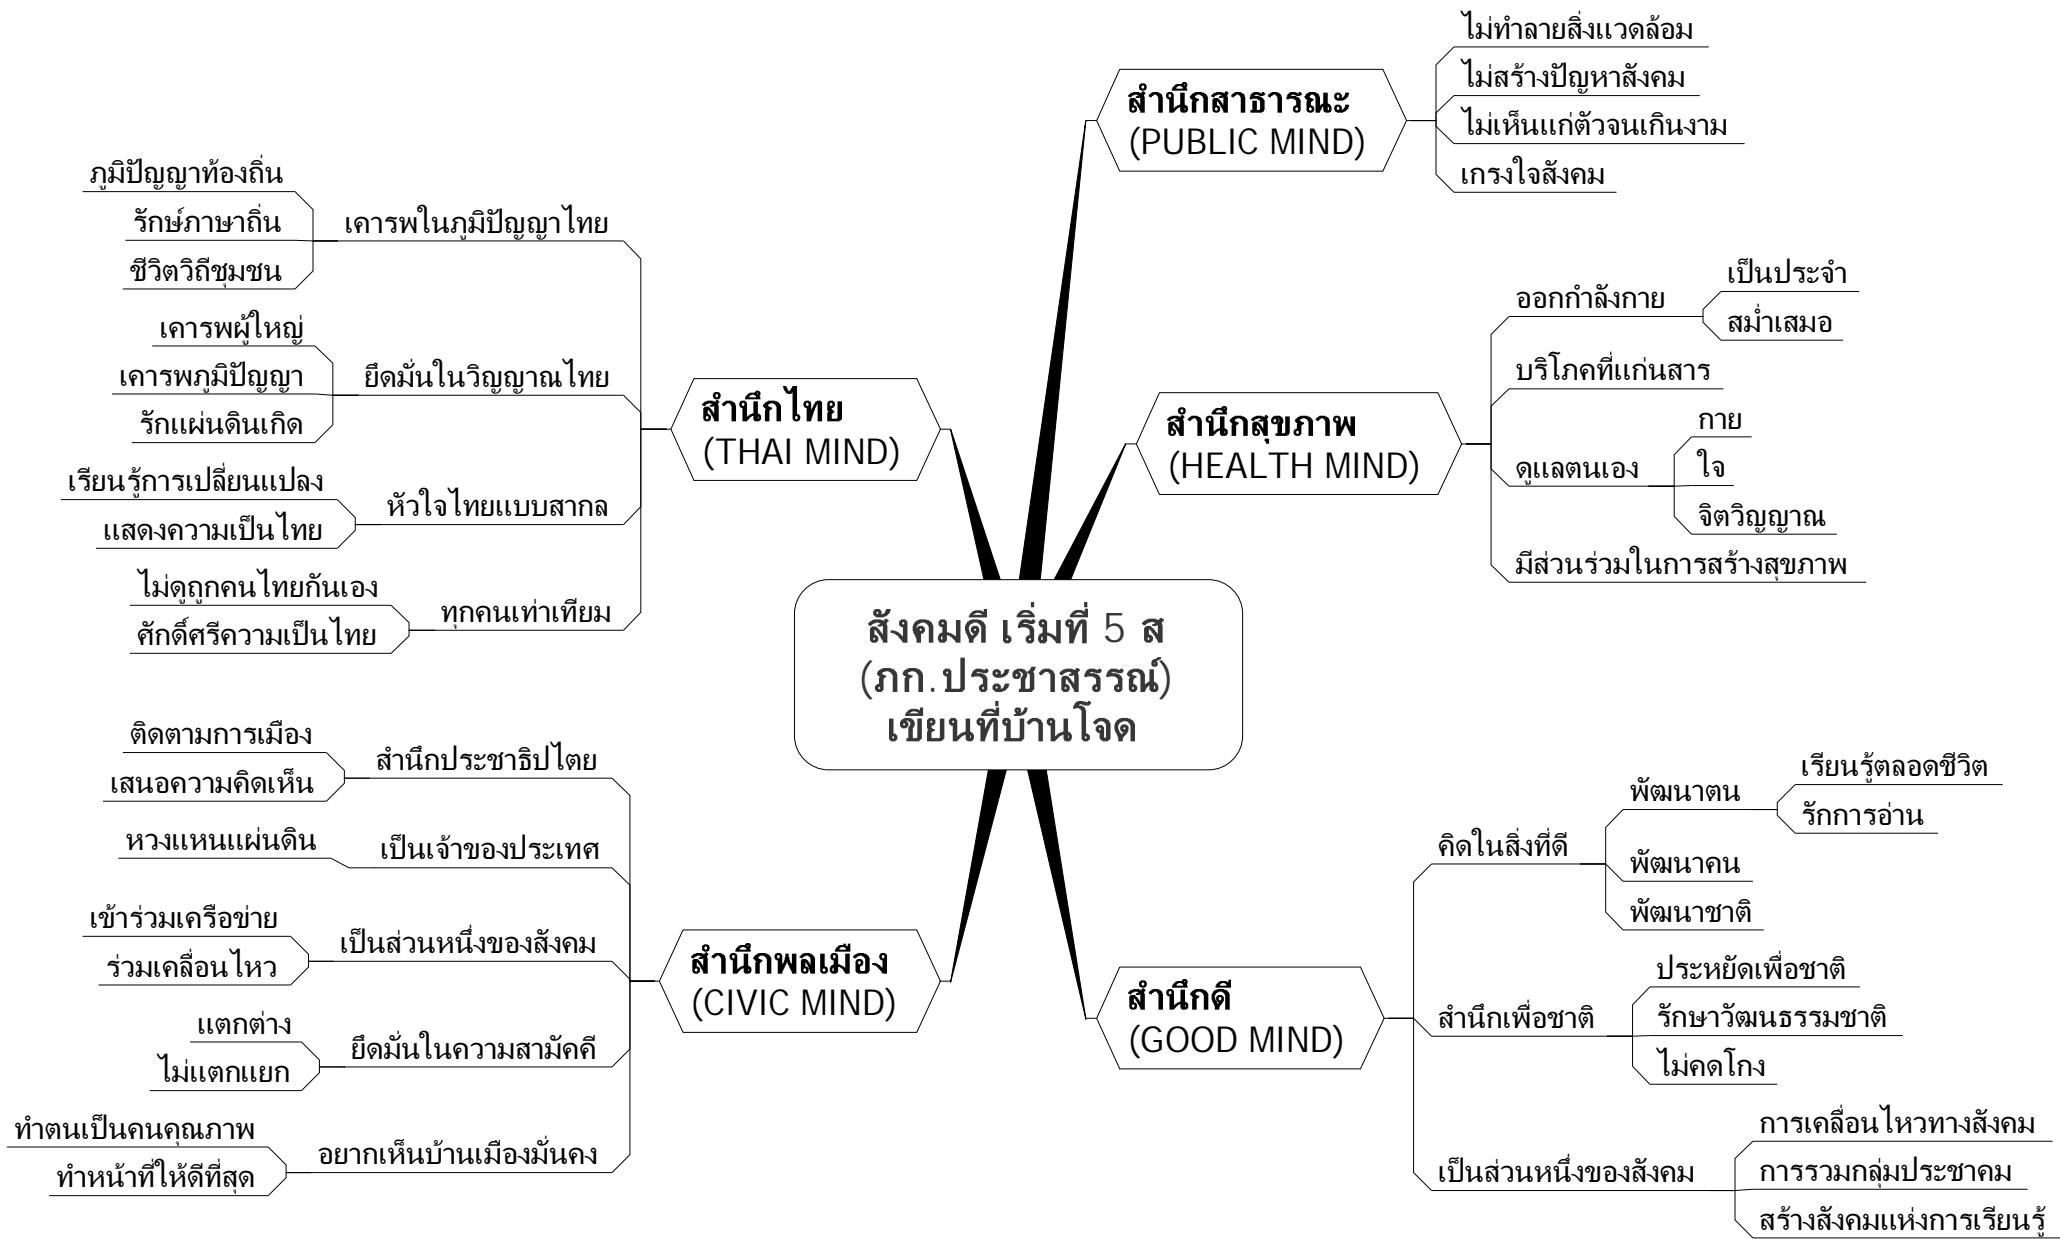 สังคมดี เริ่มที่ 5 ส
(ภก.ประชาสรรณ์)
เขียนที่บ้านโจด
สำนึกสาธารณะ
(PUBLIC MIND)
ไม่ทำลายสิ่งแวดล้อม
ไม่สร้างปัญหาสังคม
ไม่เห็นแก่ตัวจนเกินงาม
เกรงใจสังคม
สำนึกสุขภาพ
(HEALTH MIND)
ออกกำลังกาย
เป็นประจำ
สม่ำเสมอ
บริโภคที่แก่นสาร
ดูแลตนเอง
กาย
ใจ
จิตวิญญาณ
มีส่วนร่วมในการสร้างสุขภาพ
สำนึกดี
(GOOD MIND)
คิดในสิ่งที่ดี
พัฒนาตน
เรียนรู้ตลอดชีวิต
รักการอ่าน
พัฒนาคน
พัฒนาชาติ
สำนึกเพื่อชาติ
ประหยัดเพื่อชาติ
รักษาวัฒนธรรมชาติ
ไม่คดโกง
เป็นส่วนหนึ่งของสังคม
การเคลื่อนไหวทางสังคม
การรวมกลุ่มประชาคม
สร้างสังคมแห่งการเรียนรู้
สำนึกไทย
(THAI MIND)
เคารพในภูมิปัญญาไทย
ภูมิปัญญาท้องถิ่น
รักษ์ภาษาถิ่น
ชีวิตวิถีชุมชน
ยึดมั่นในวิญญาณไทย
เคารพผู้ใหญ่
เคารพภูมิปัญญา
รักแผ่นดินเกิด
หัวใจไทยแบบสากล
เรียนรู้การเปลี่ยนแปลง
แสดงความเป็นไทย
ทุกคนเท่าเทียม
ไม่ดูถูกคนไทยกันเอง
ศักดิ์ศรีความเป็นไทย
สำนึกพลเมือง
(CIVIC MIND)
สำนึกประชาธิปไตย
ติดตามการเมือง
เสนอความคิดเห็น
เป็นเจ้าของประเทศ
หวงแหนแผ่นดิน
เป็นส่วนหนึ่งของสังคม
เข้าร่วมเครือข่าย
ร่วมเคลื่อนไหว
ยึดมั่นในความสามัคคี
แตกต่าง
ไม่แตกแยก
อยากเห็นบ้านเมืองมั่นคง
ทำตนเป็นคนคุณภาพ
ทำหน้าที่ให้ดีที่สุด